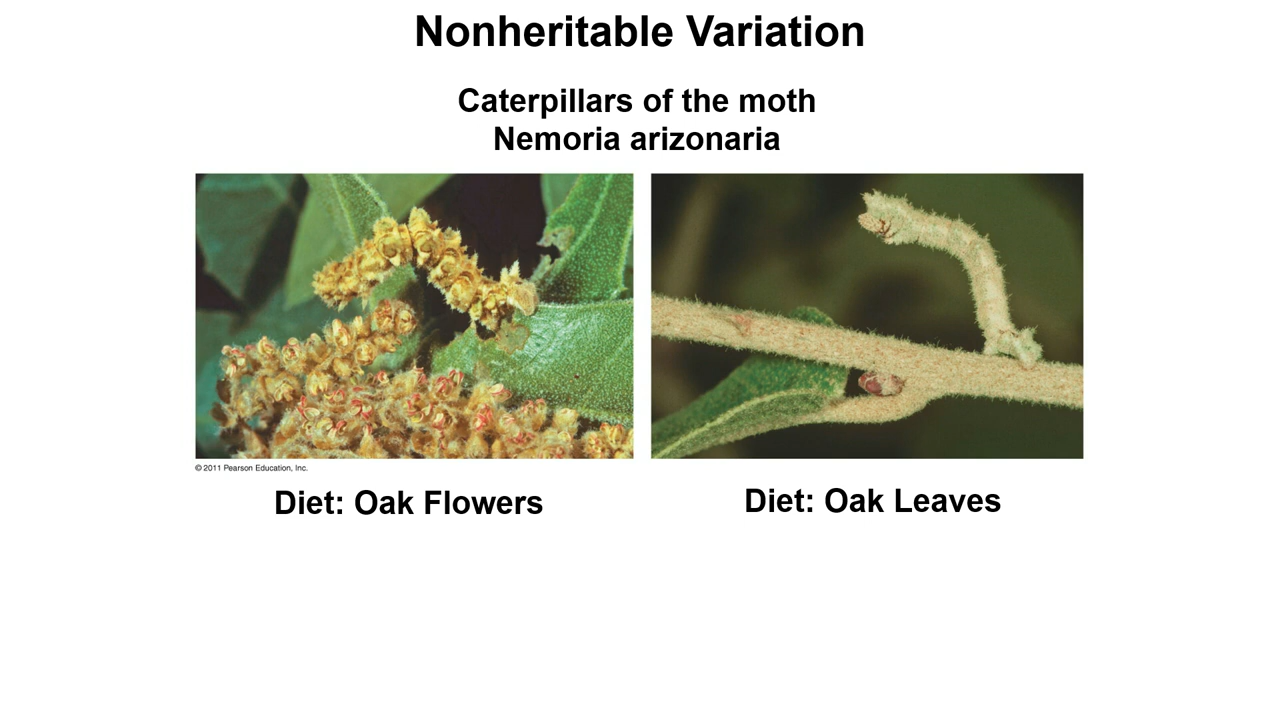 Nonheritable Variation
Caterpillars of the moth
Nemoria arizonaria
© 2011 Pearson Education, Inc.
Diet: Oak Flowers
Diet: Oak Leaves